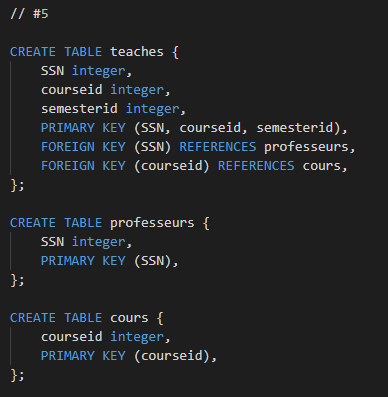 // #5
CREATE TABLE teaches {
SSN integer,
courseid integer,
semesterid integer,
PRIMARY KEY (SSN, courseid, semesterid),
FOREIGN KEY (SSN) REFERENCES professeurs,
FOREIGN KEY (courseid) REFERENCES cours,
};
CREATE TABLE professeurs {
SSN integer,
PRIMARY KEY (SSN),
};
CREATE TABLE cours {
courseid integer,
PRIMARY KEY (courseid),
};